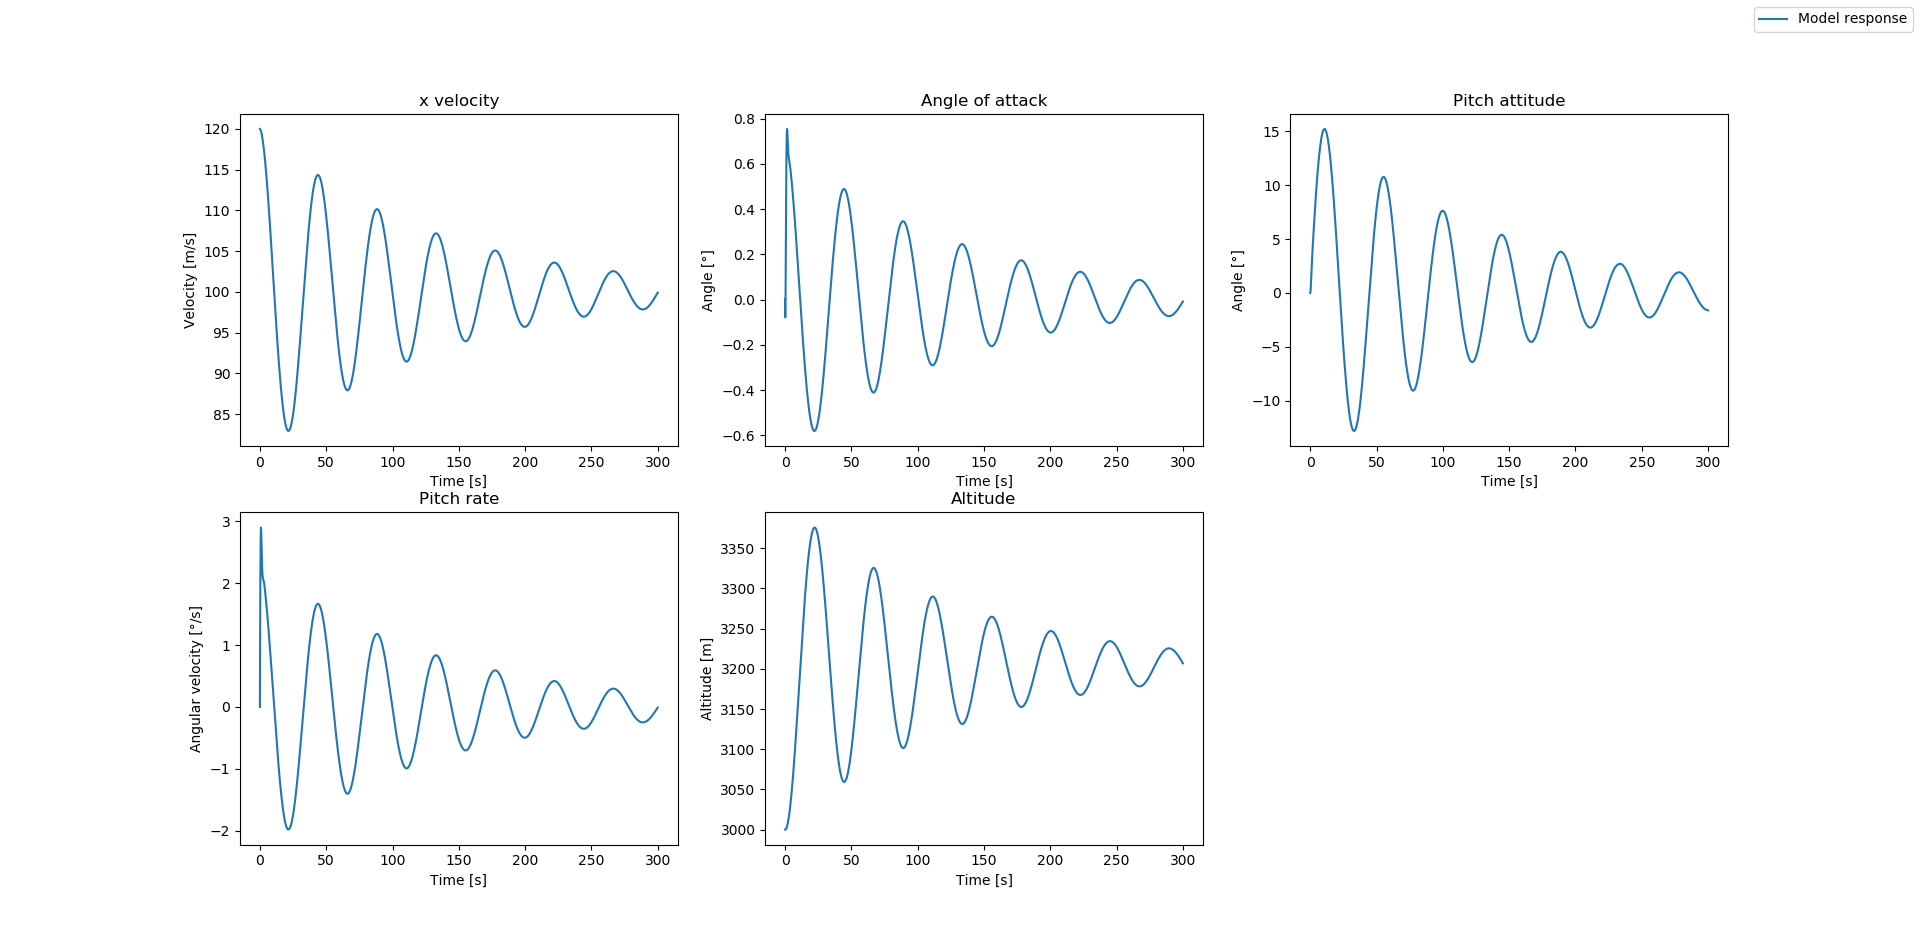 Model response
x velocity
Velocity [m/s]
120
115
110
105
100
95
90
85
0 50 100 150 200 250 300
Time [s]
Angle of attack
Angle [°]
0.8
0.6
0.4
0.2
0.0
−0.2
−0.4
−0.6
0 50 100 150 200 250 300
Time [s]
Pitch attitude
Angle [°]
15
10
5
0
−5
−10
0 50 100 150 200 250 300
Time [s]
Pitch rate
Angular velocity [°/s]
3
2
1
0
−1
−2
0 50 100 150 200 250 300
Time [s]
Altitude
Altitude [m]
3350
3300
3250
3200
3150
3100
3050
3000
0 50 100 150 200 250 300
Time [s]